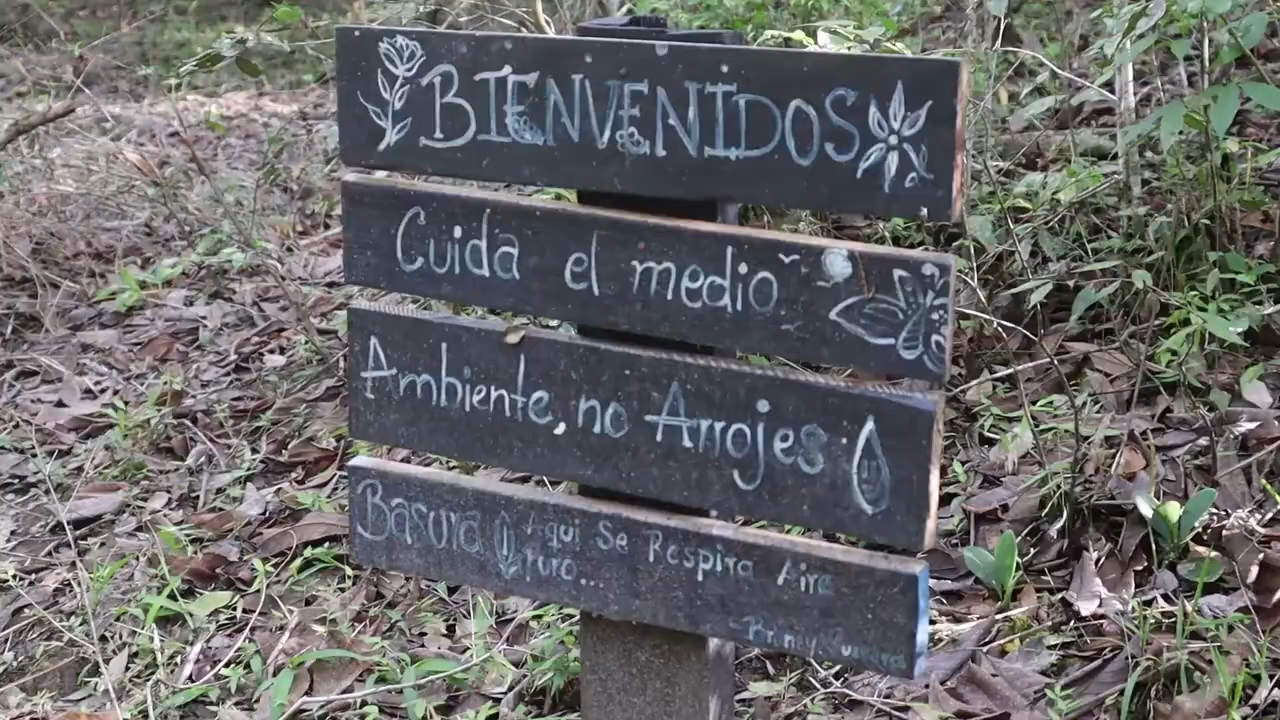 BIENVENIDOS
Cuida el medio
Ambiente, no Arrojes
Basura Aqui Se Respira Aire
Puro...